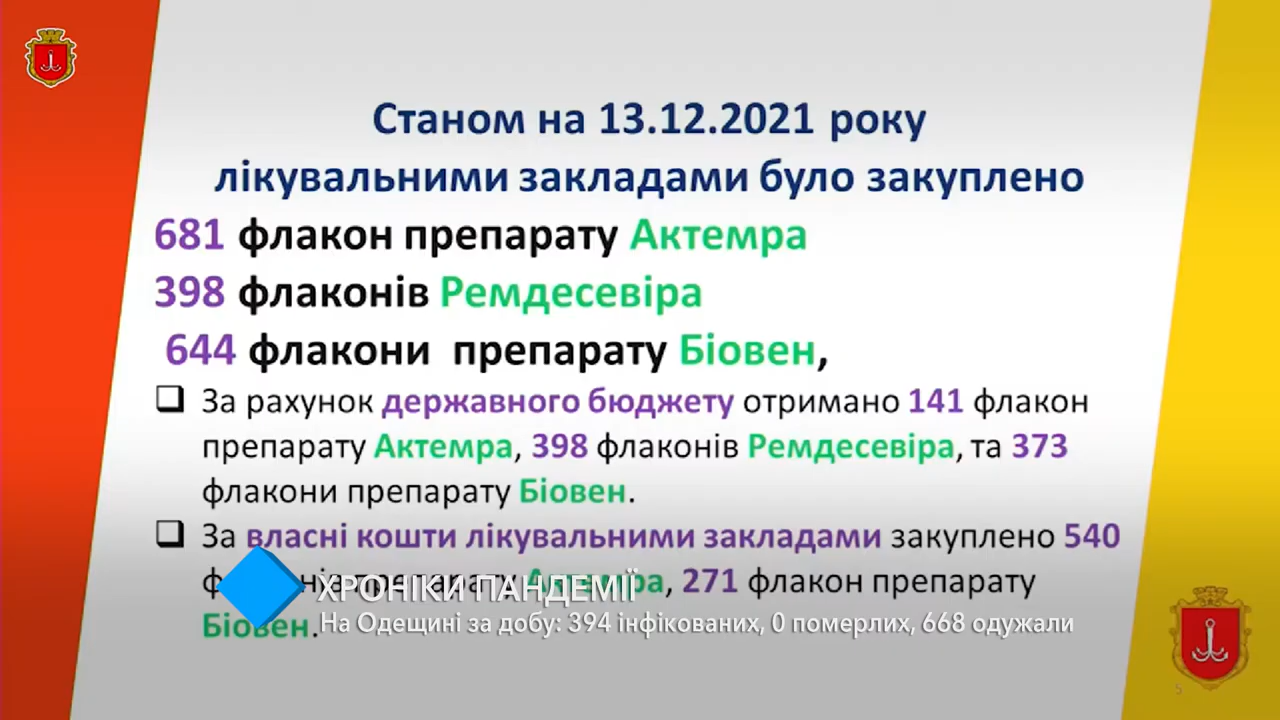 Станом на 13.12.2021 року
лікувальними закладами було закуплено
681 флакон препарату Актемра
398 флаконів Ремдесевіра
644 флакони препарату Біовен,
За рахунок державного бюджету отримано 141 флакон
препарату Актемра, 398 флаконів Ремдесевіра, та 373
флакони препарату Біовен.
За власні кошти лікувальними закладами закуплено 540
271 флакон препарату
Біовен.
ХРОНІКИ ПАНДЕМІЇ
На Одещині за добу: 394 інфікованих, 0 померлих, 668 одужали
5